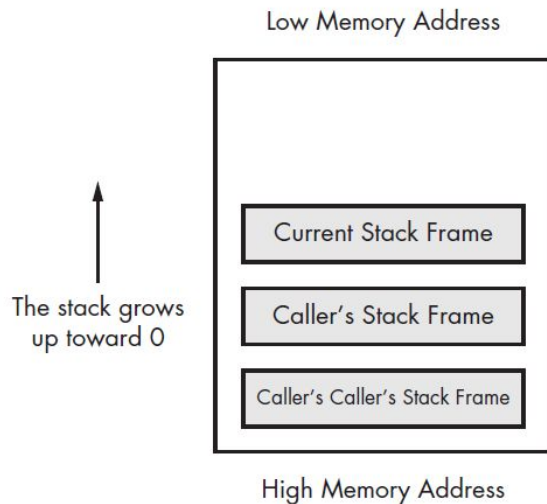 Low Memory Address
Current Stack Frame
The stack grows
up toward 0
Caller's Stack Frame
Caller's Caller's Stack Frame
High Memory Address